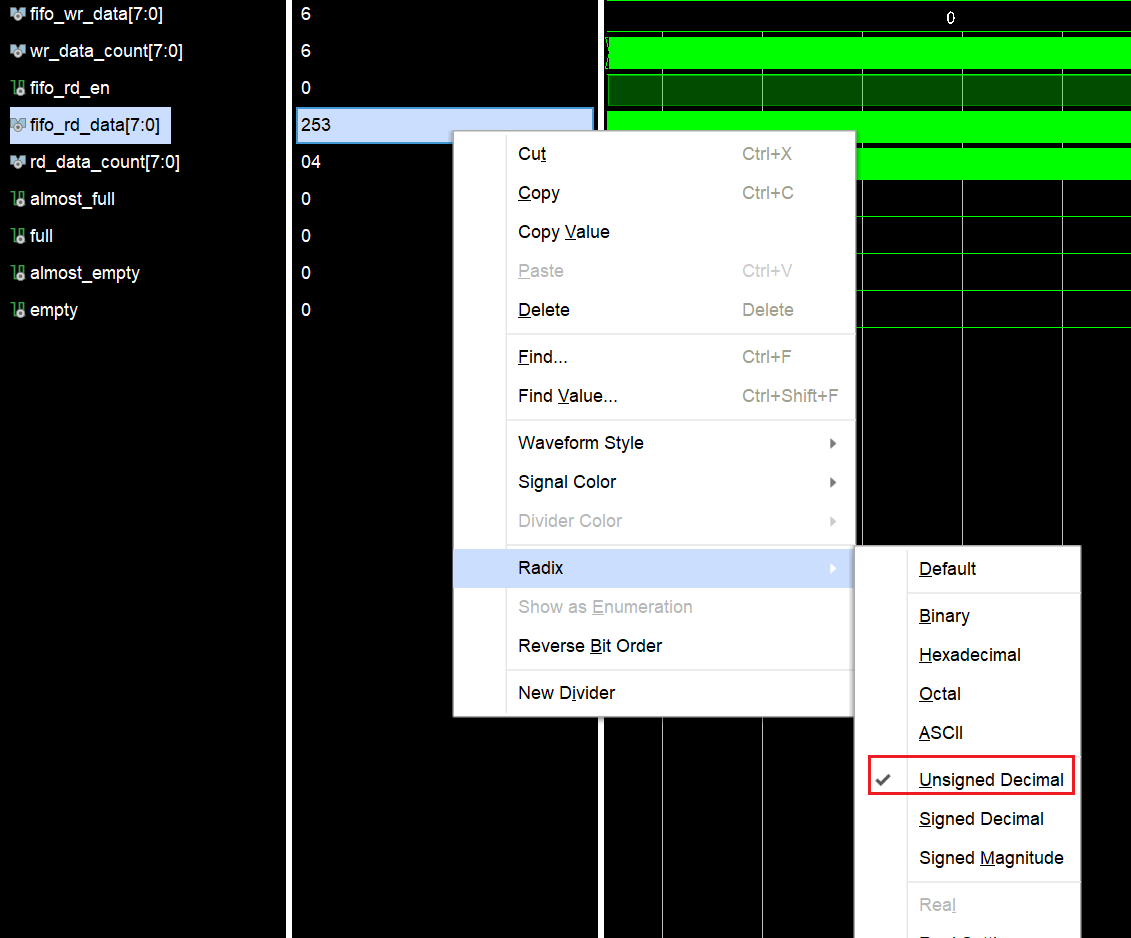 fifo_wr_data[7:0] 6 0
wr_data_count[7:0] 6
fifo_rd_en 0
fifo_rd_data[7:0] 253
rd_data_count[7:0] 04
almost_full 0
full 0
almost_empty 0
empty 0
Cut Ctrl+X
Copy Ctrl+C
Copy Value
Paste Ctrl+V
Delete Delete
Find... Ctrl+F
Find Value... Ctrl+Shift+F
Waveform Style
Signal Color
Divider Color
Radix
Show as Enumeration
Reverse Bit Order
New Divider
Default
Binary
Hexadecimal
Octal
ASCII
Unsigned Decimal
Signed Decimal
Signed Magnitude
Real